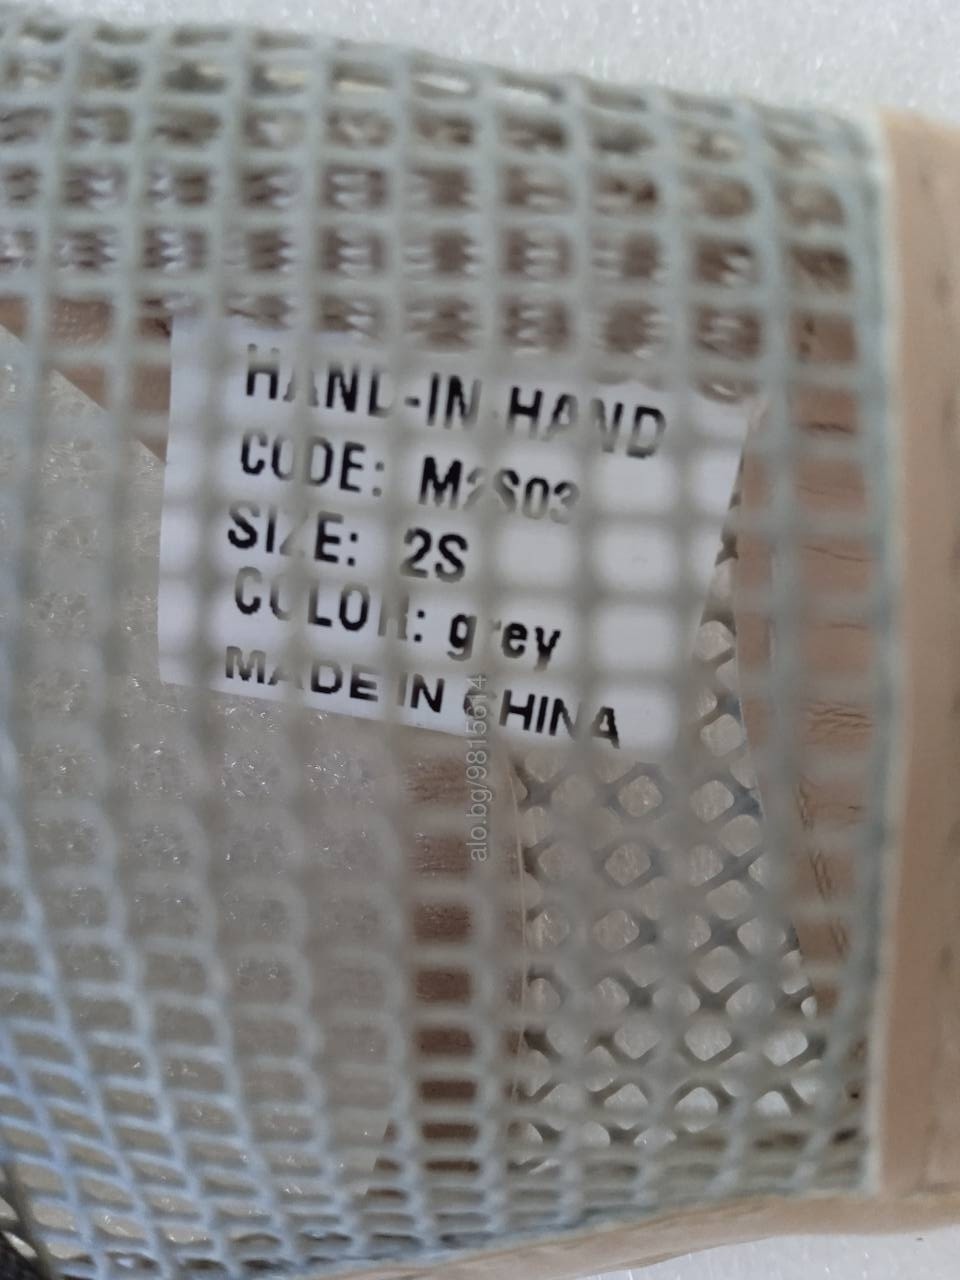 HAND-IN-HAND
CODE: M2S03
SIZE: 2S
COLOR: grey
MADE IN CHINA
alo.bg/9815614